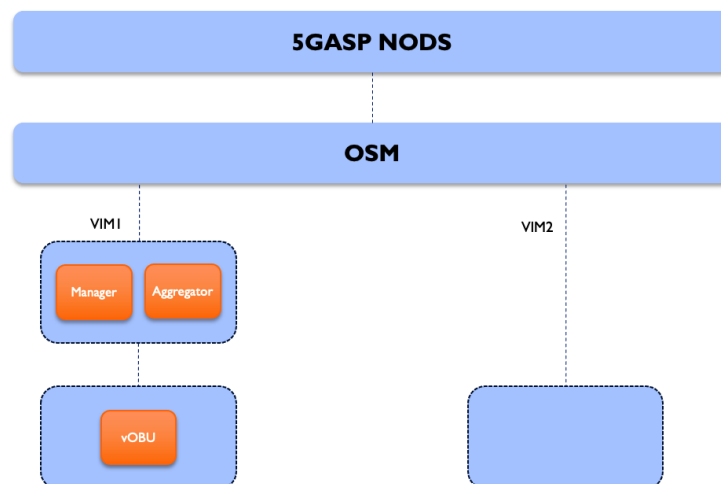 5GASP NODS
OSM
VIM1
VIM2
Manager
Aggregator
vOBU